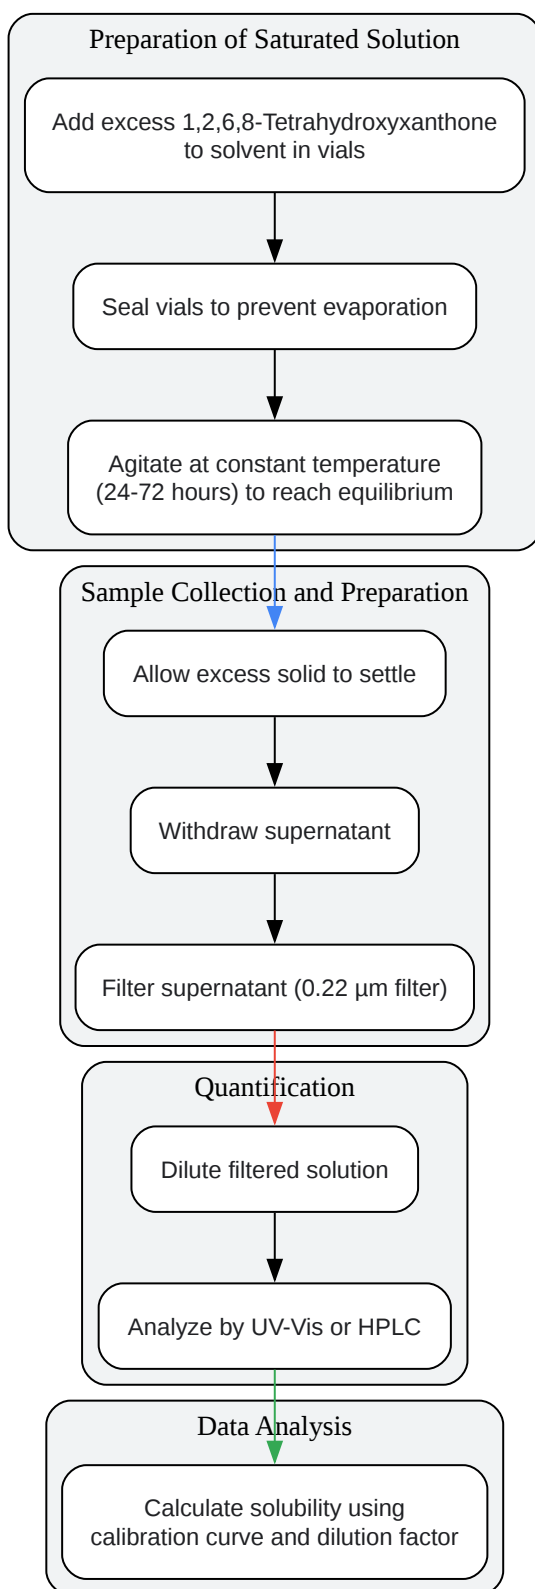 Preparation of Saturated Solution
Add excess 1,2,6,8-Tetrahydroxyxanthone
to solvent in vials
Seal vials to prevent evaporation
Agitate at constant temperature
(24-72 hours) to reach equilibrium
Sample Collection and Preparation
Allow excess solid to settle
Withdraw supernatant
Filter supernatant (0.22 µm filter)
Quantification
Dilute filtered solution
Analyze by UV-Vis or HPLC
Data Analysis
Calculate solubility using
calibration curve and dilution factor